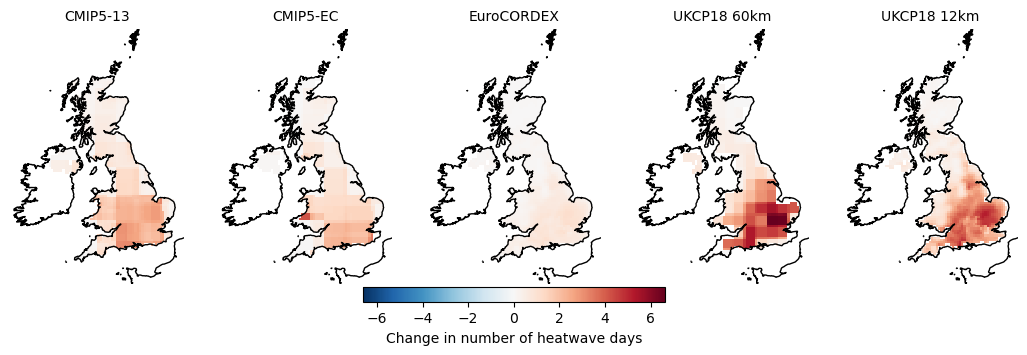 CMIP5-13 CMIP5-EC EuroCORDEX UKCP18 60km UKCP18 12km
−6 −4 −2 0 2 4 6
Change in number of heatwave days